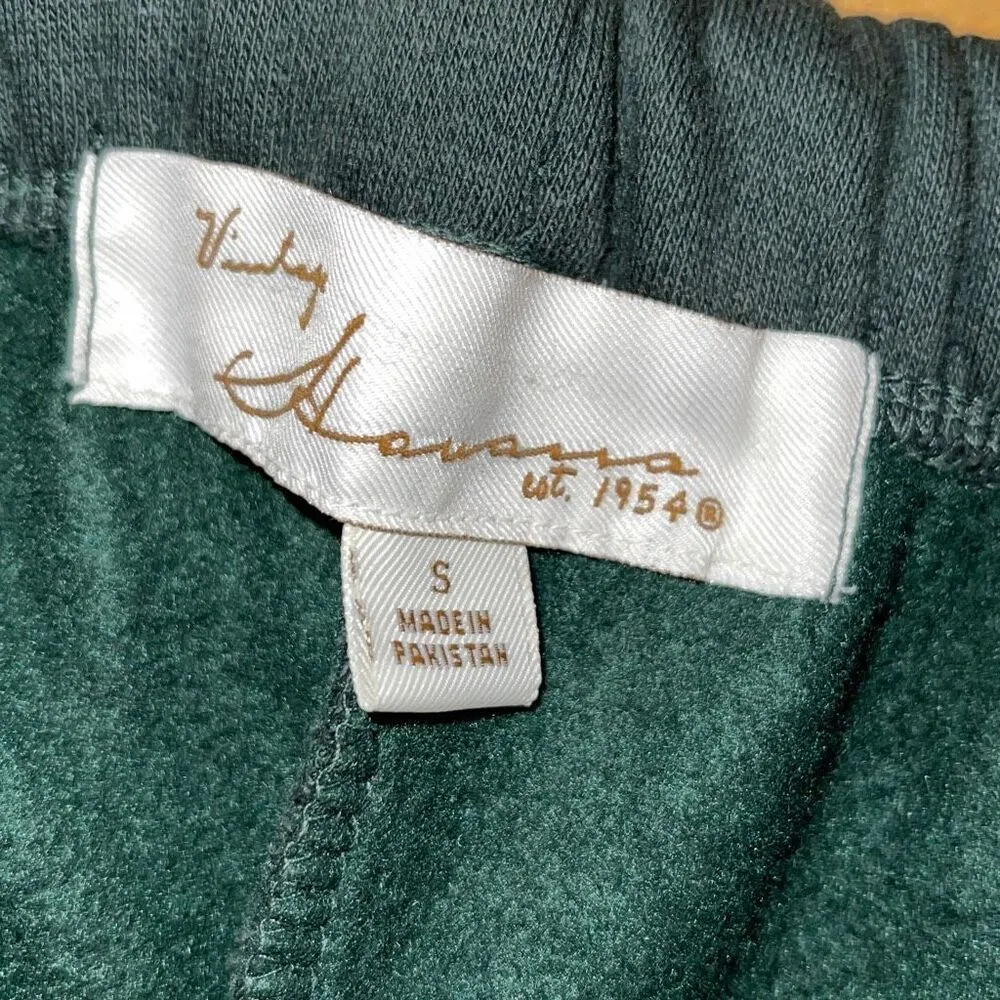 Vintage
Havana
est. 1954®
S
MADE IN
PAKISTAN